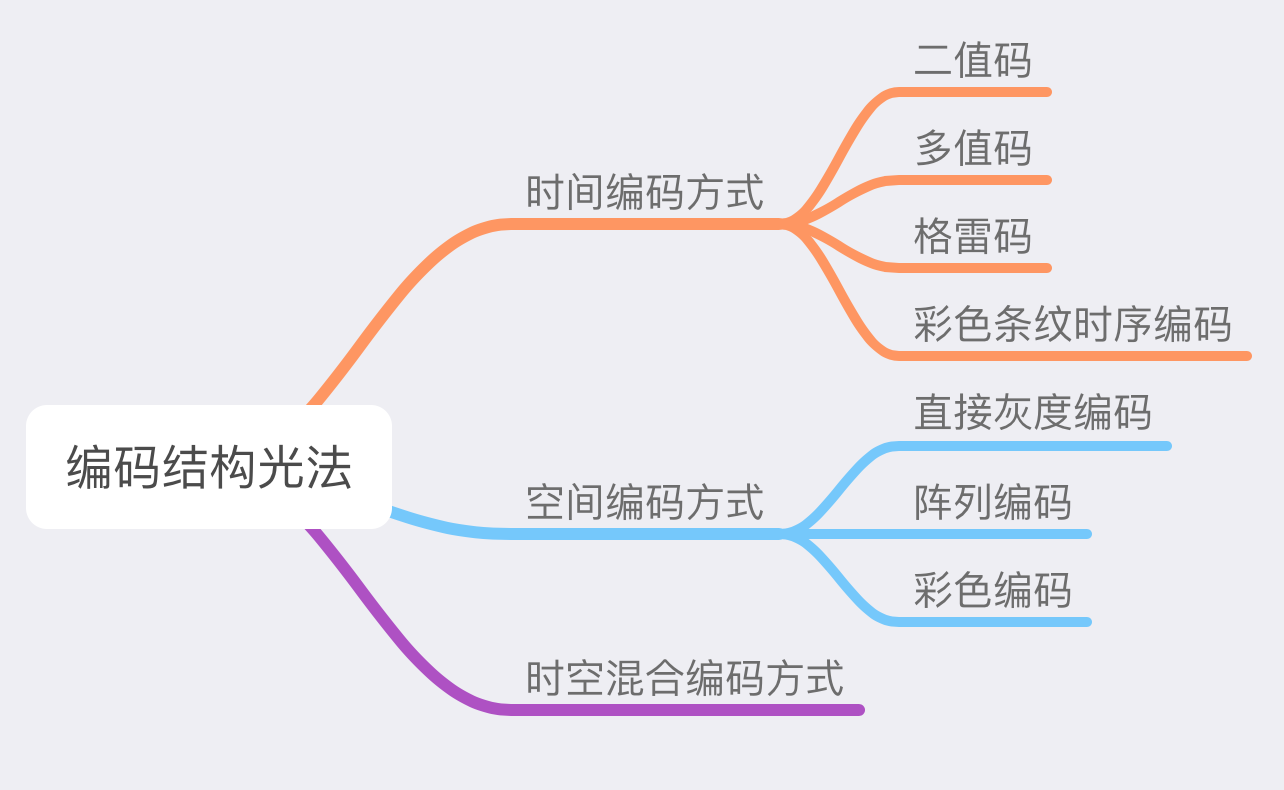 编码结构光法
时间编码方式
二值码
多值码
格雷码
彩色条纹时序编码
空间编码方式
直接灰度编码
阵列编码
彩色编码
时空混合编码方式